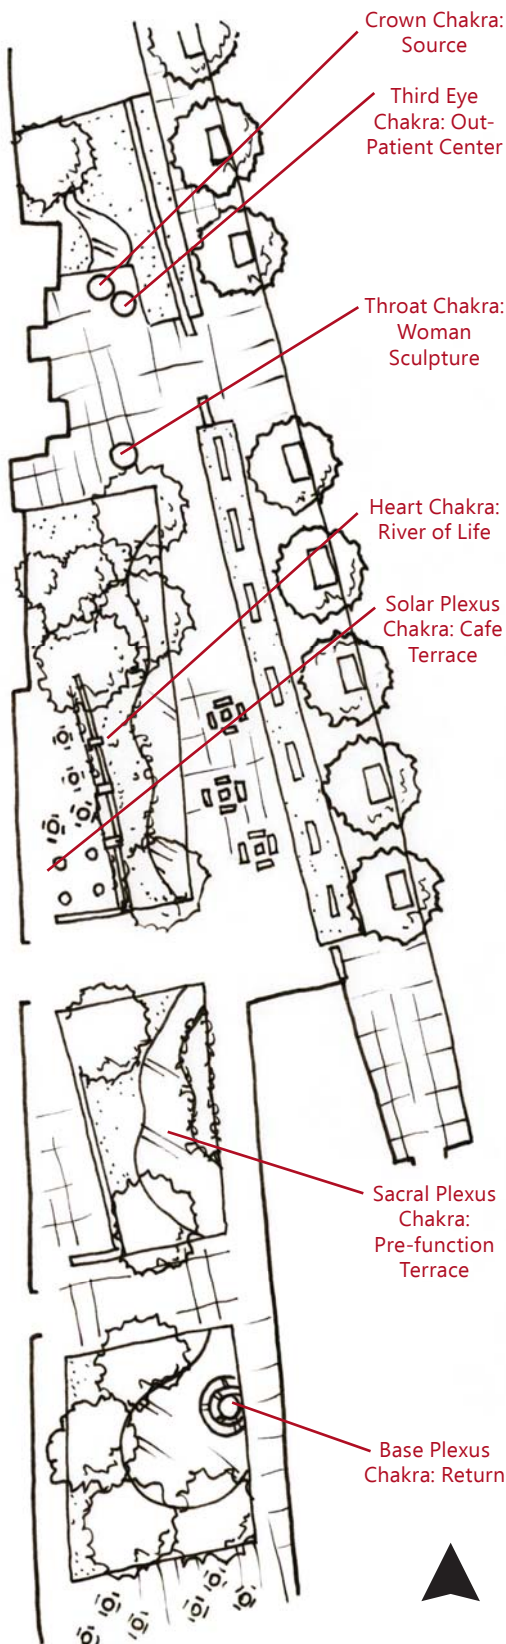 Crown Chakra:
Source
Third Eye
Chakra: Out-
Patient Center
Throat Chakra:
Woman
Sculpture
Heart Chakra:
River of Life
Solar Plexus
Chakra: Cafe
Terrace
Sacral Plexus
Chakra:
Pre-function
Terrace
Base Plexus
Chakra: Return